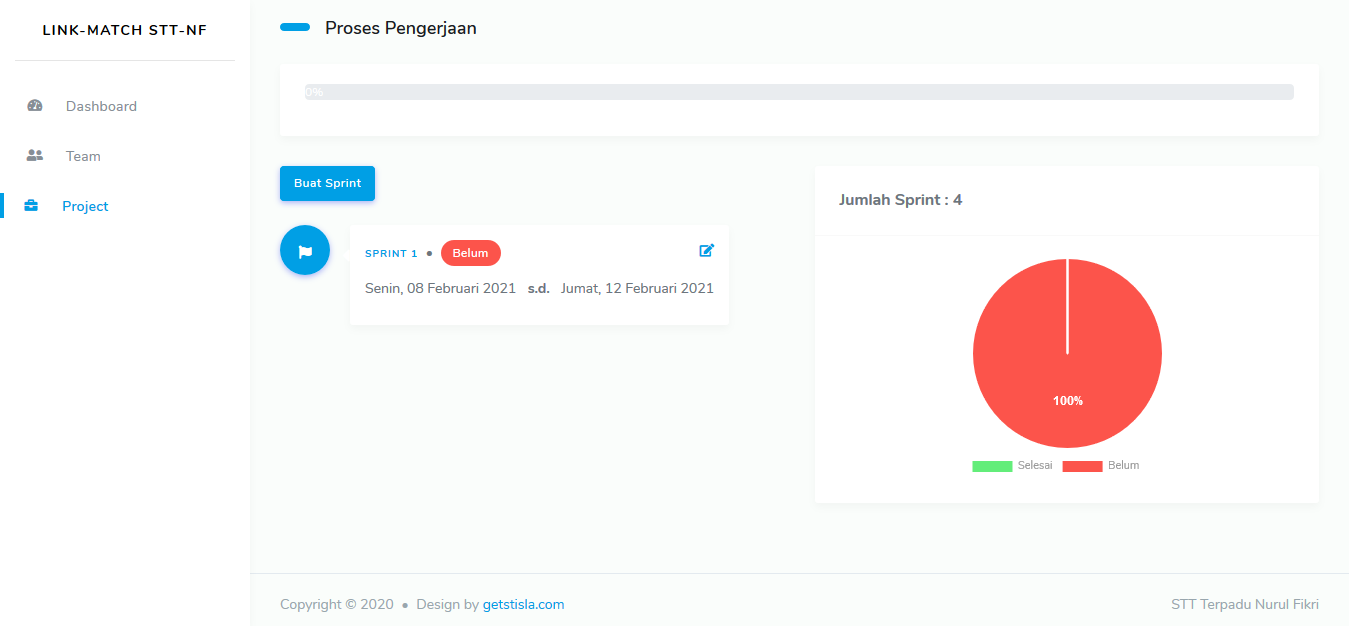 LINK-MATCH STT-NF
Dashboard
Team
Project
Proses Pengerjaan
0%
Buat Sprint
SPRINT 1 • Belum
Senin, 08 Februari 2021 s.d. Jumat, 12 Februari 2021
Jumlah Sprint : 4
100%
Selesai Belum
Copyright © 2020 • Design by getstisla.com
STT Terpadu Nurul Fikri